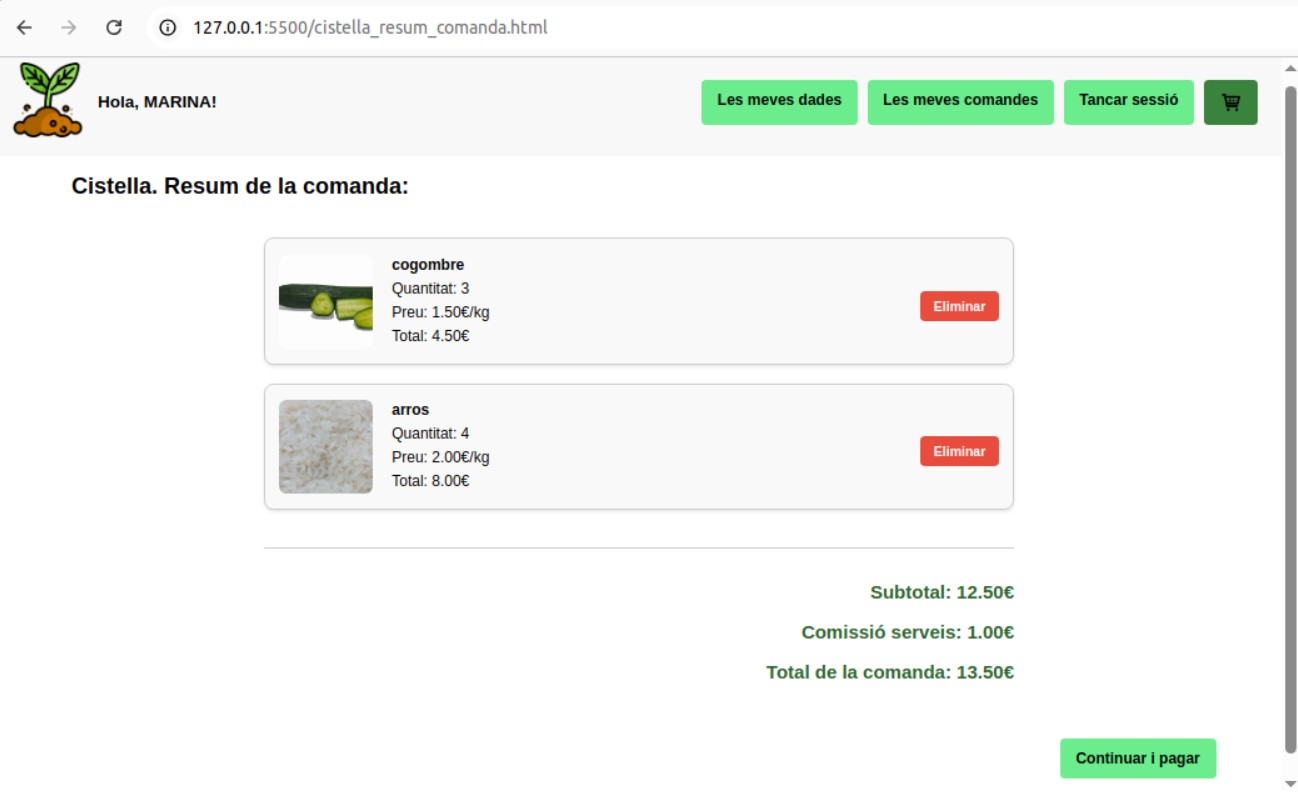 127.0.0.1:5500/cistella_resum_comanda.html
Hola, MARINA!
Les meves dades
Les meves comandes
Tancar sessió
Cistella. Resum de la comanda:
cogombre
Quantitat: 3
Preu: 1.50€/kg
Total: 4.50€
Eliminar
arros
Quantitat: 4
Preu: 2.00€/kg
Total: 8.00€
Eliminar
Subtotal: 12.50€
Comissió serveis: 1.00€
Total de la comanda: 13.50€
Continuar i pagar